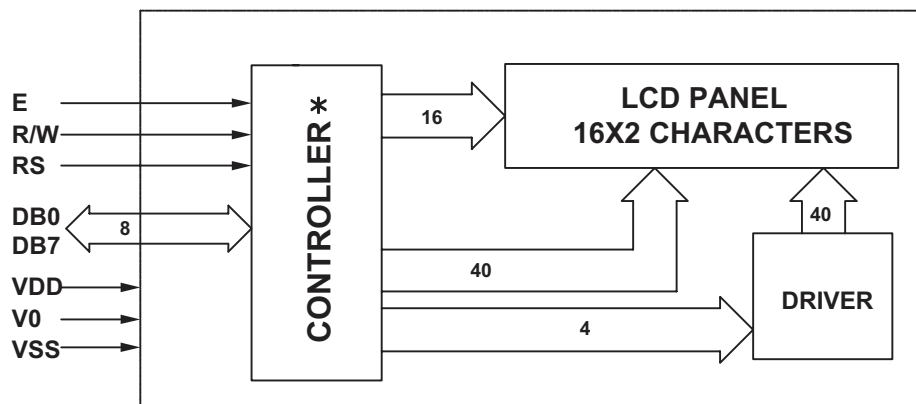 E
R/W
RS
DB0
DB7
8
VDD
V0
VSS
CONTROLLER*
16
LCD PANEL
16X2 CHARACTERS
40
40
DRIVER
4